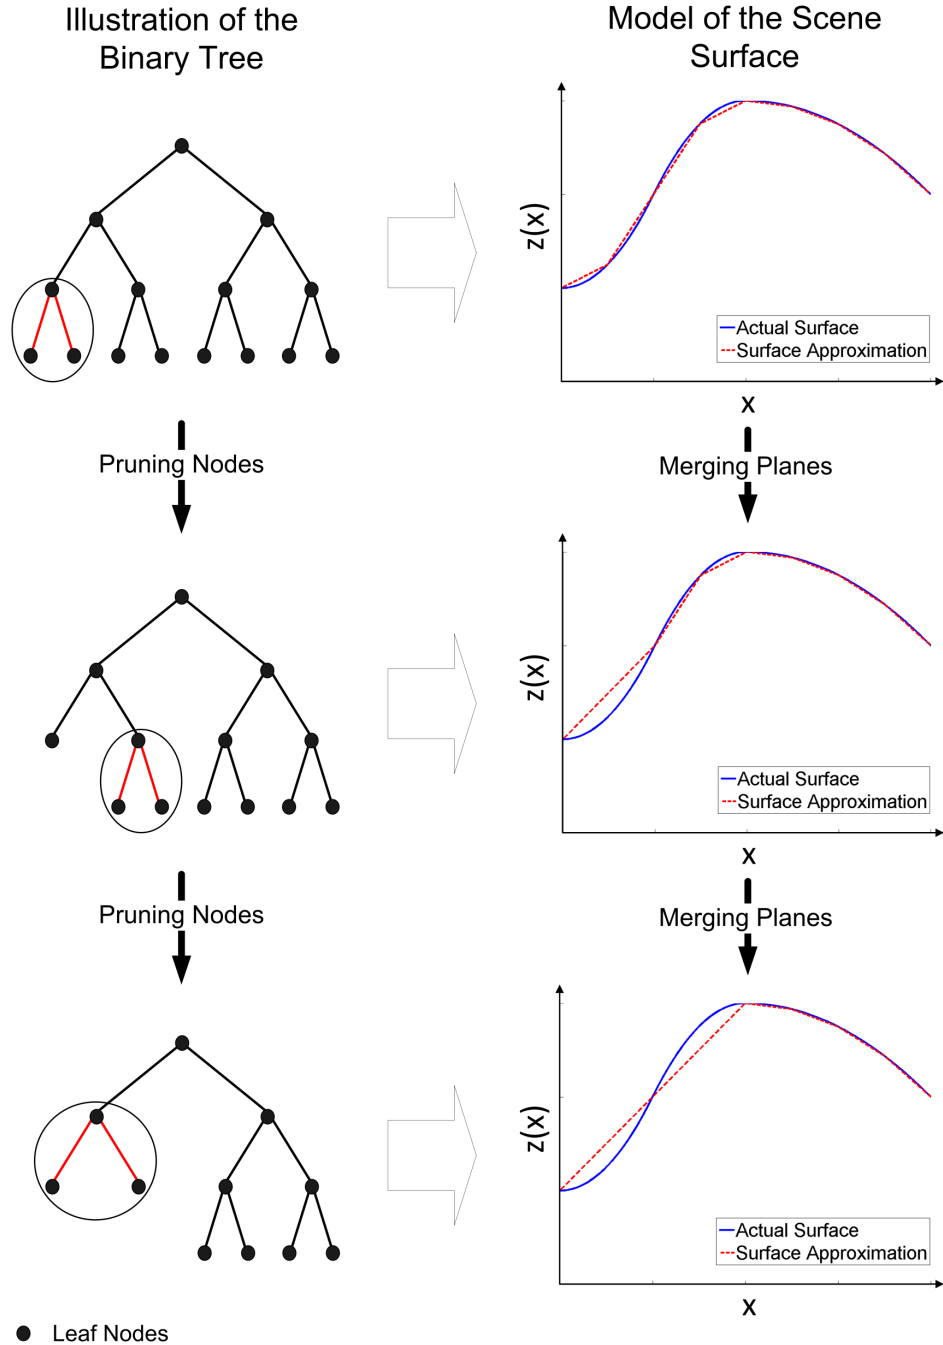 Illustration of the
Binary Tree
Model of the Scene
Surface
z(x)
Actual Surface
Surface Approximation
x
Pruning Nodes
Merging Planes
z(x)
Actual Surface
Surface Approximation
x
Pruning Nodes
Merging Planes
z(x)
Actual Surface
Surface Approximation
x
Leaf Nodes